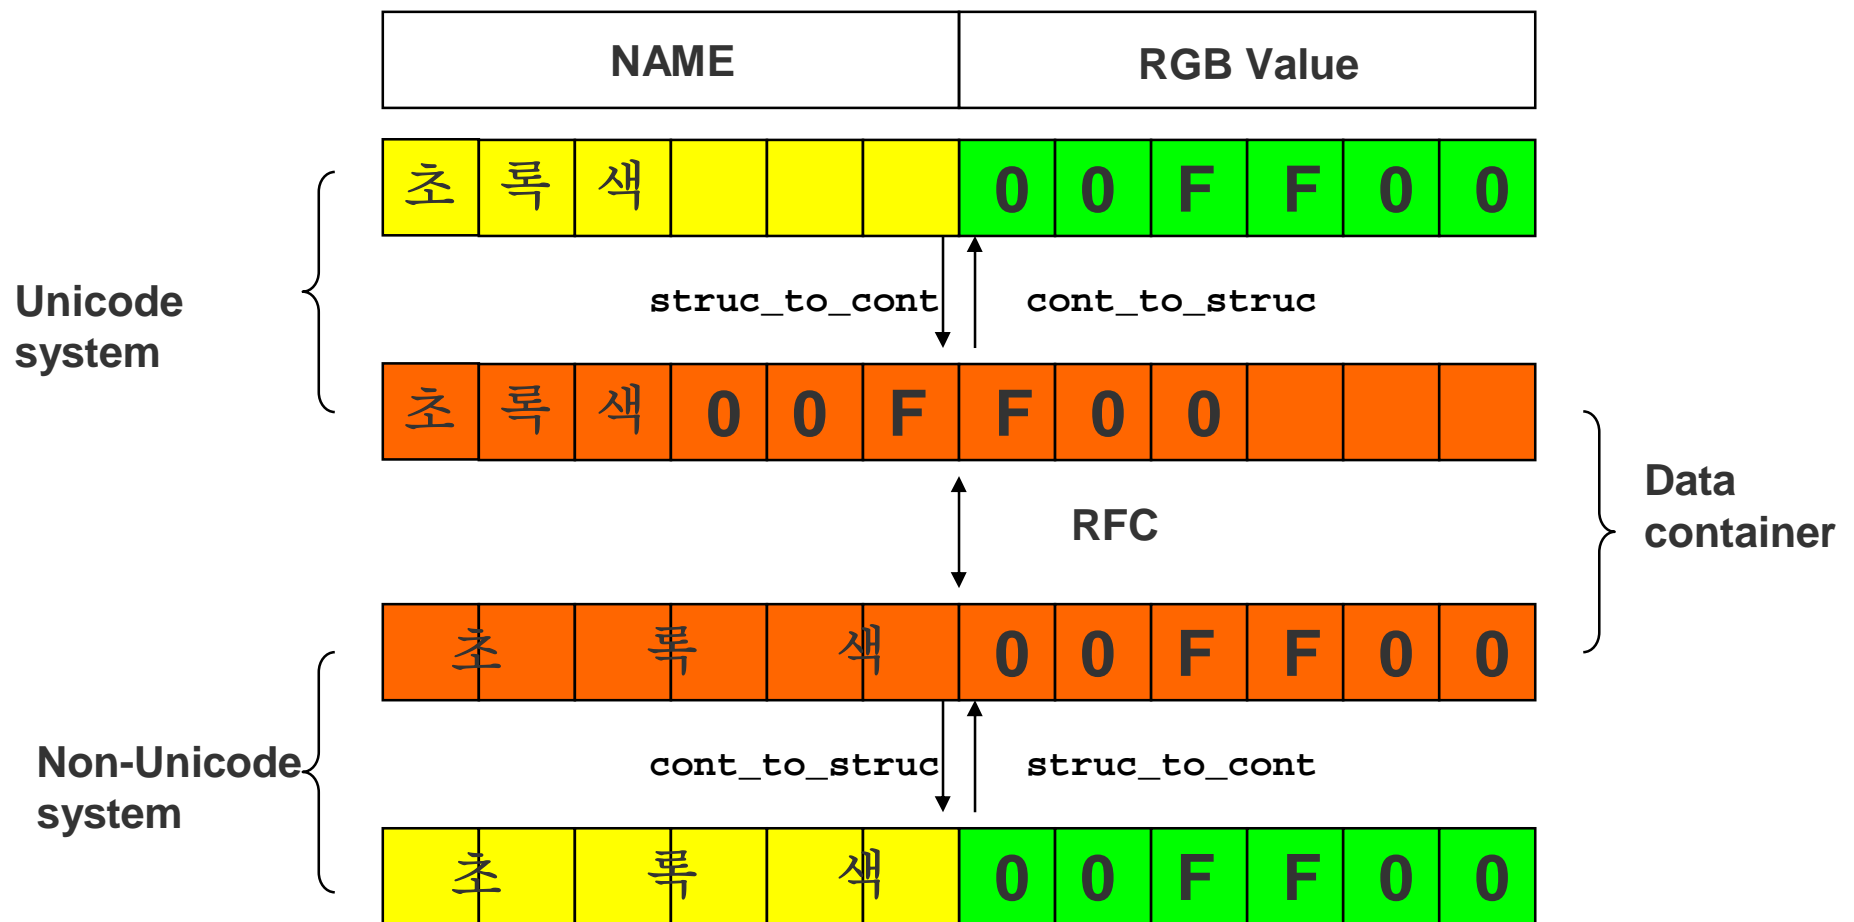 NAME RGB Value
초 록 색 0 0 F F 0 0
Unicode
system
struc_to_cont cont_to_struc
초 록 색 0 0 F F 0 0
RFC
Data
container
초 록 색 0 0 F F 0 0
Non-Unicode
system
cont_to_struc struc_to_cont
초 록 색 0 0 F F 0 0